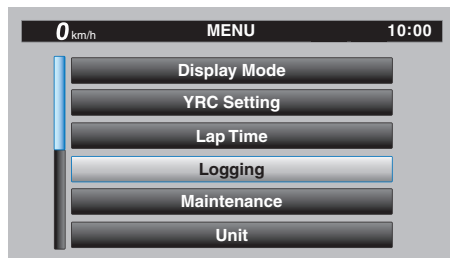 0 km/h MENU 10:00
Display Mode
YRC Setting
Lap Time
Logging
Maintenance
Unit